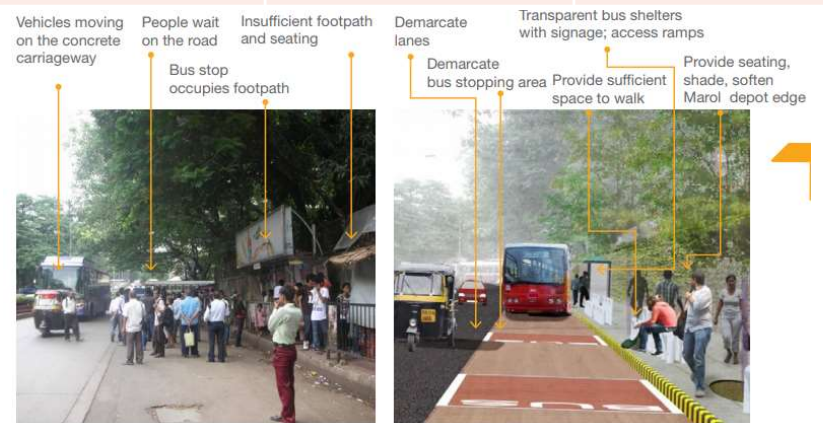 Vehicles moving
on the concrete
carriageway
People wait
on the road
Insufficient footpath
and seating
Bus stop
occupies footpath
Demarcate
lanes
Demarcate
bus stopping area
Transparent bus shelters
with signage; access ramps
Provide sufficient
space to walk
Provide seating,
shade, soften
Marol depot edge
BUS